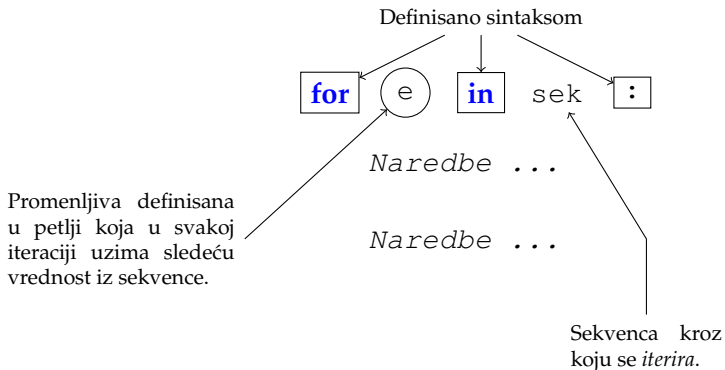 Definisano sintaksom
for e in sek :
Naredbe ...
Promenljiva definisana
u petlji koja u svakoj
iteraciji uzima sledeću
vrednost iz sekvence.
Naredbe ...
Sekvenca kroz
koju se iterira.